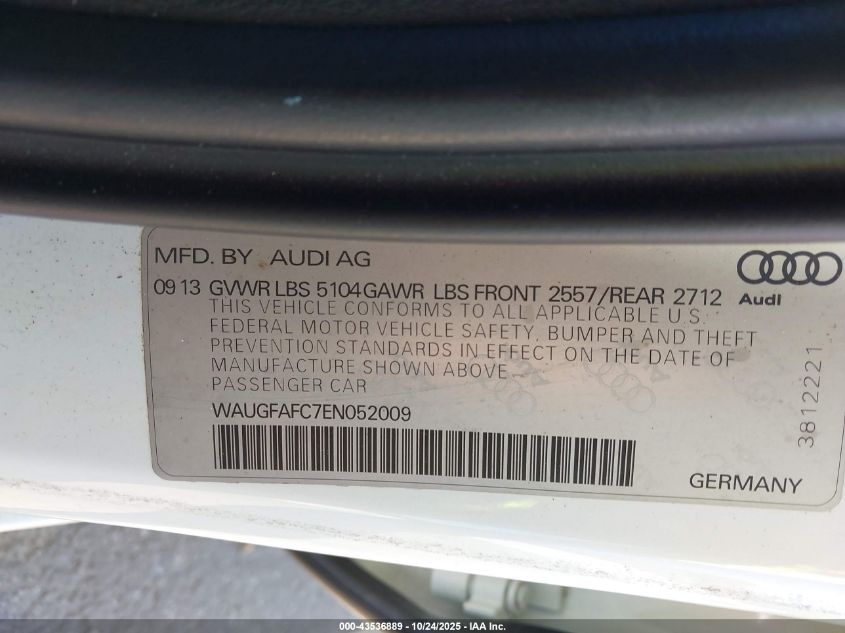 MFD. BY AUDI AG
09 13 GVWR LBS 5104 GAWR LBS FRONT 2557/REAR 2712
THIS VEHICLE CONFORMS TO ALL APPLICABLE U.S.
FEDERAL MOTOR VEHICLE SAFETY, BUMPER AND THEFT
PREVENTION STANDARDS IN EFFECT ON THE DATE OF
MANUFACTURE SHOWN ABOVE.
PASSENGER CAR
WAUGFAFC7EN052009
GERMANY
Audi
3812221
000-43536889 - 10/24/2025 - IAA Inc.